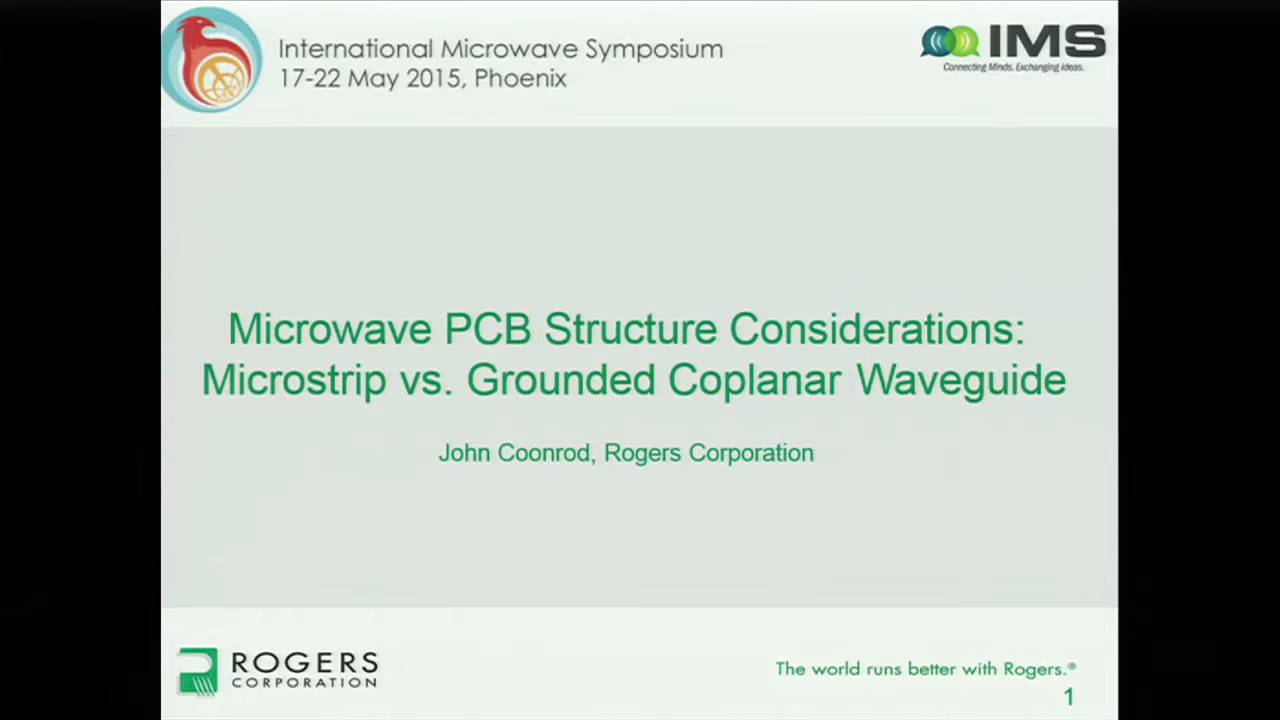 International Microwave Symposium
17-22 May 2015, Phoenix
IMS
Connecting Minds. Exchanging Ideas.
Microwave PCB Structure Considerations:
Microstrip vs. Grounded Coplanar Waveguide
John Coonrod, Rogers Corporation
ROGERS
CORPORATION
The world runs better with Rogers.®
1